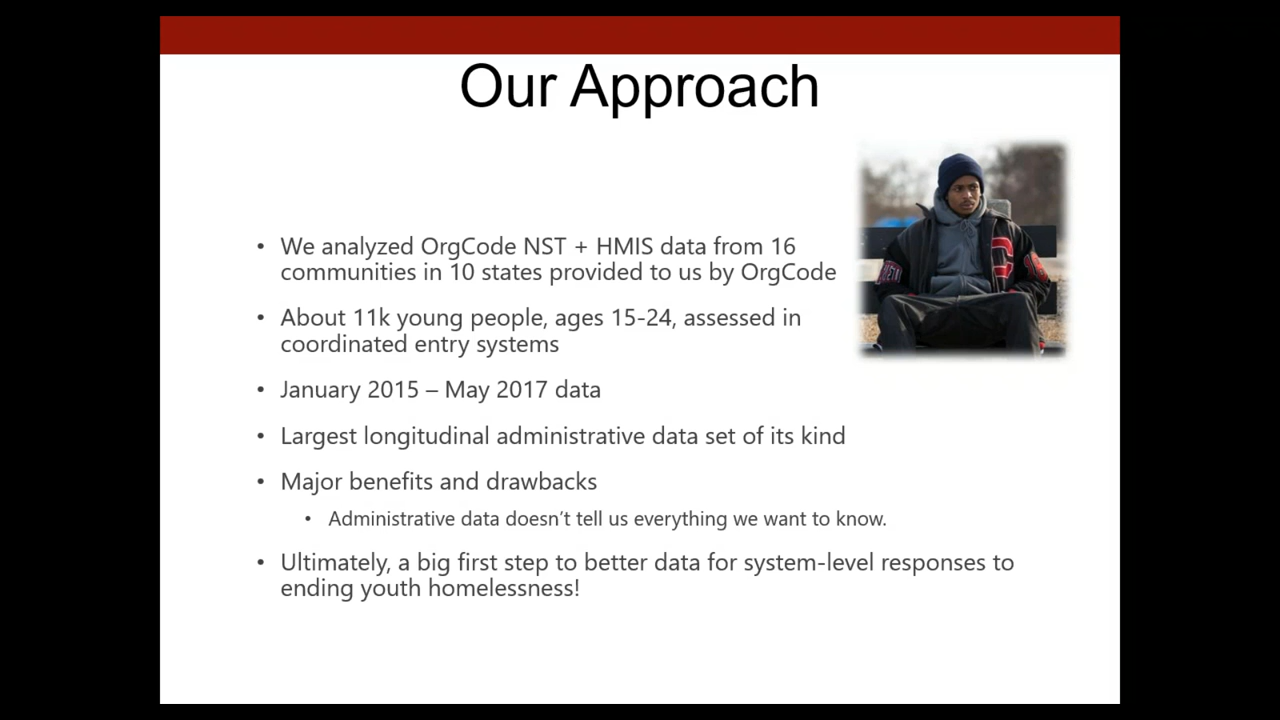 Our Approach
• We analyzed OrgCode NST + HMIS data from 16
communities in 10 states provided to us by OrgCode
• About 11k young people, ages 15-24, assessed in
coordinated entry systems
• January 2015 – May 2017 data
• Largest longitudinal administrative data set of its kind
• Major benefits and drawbacks
• Administrative data doesn’t tell us everything we want to know.
• Ultimately, a big first step to better data for system-level responses to
ending youth homelessness!